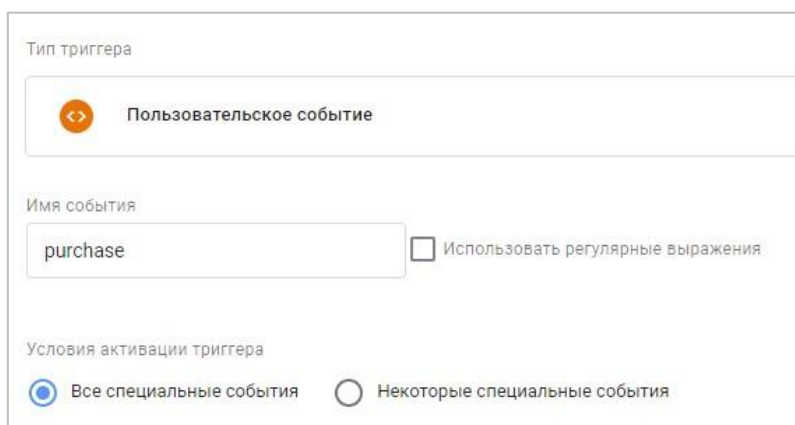 Тип триггера
Пользовательское событие
Имя события
purchase
Использовать регулярные выражения
Условия активации триггера
Все специальные события
Некоторые специальные события